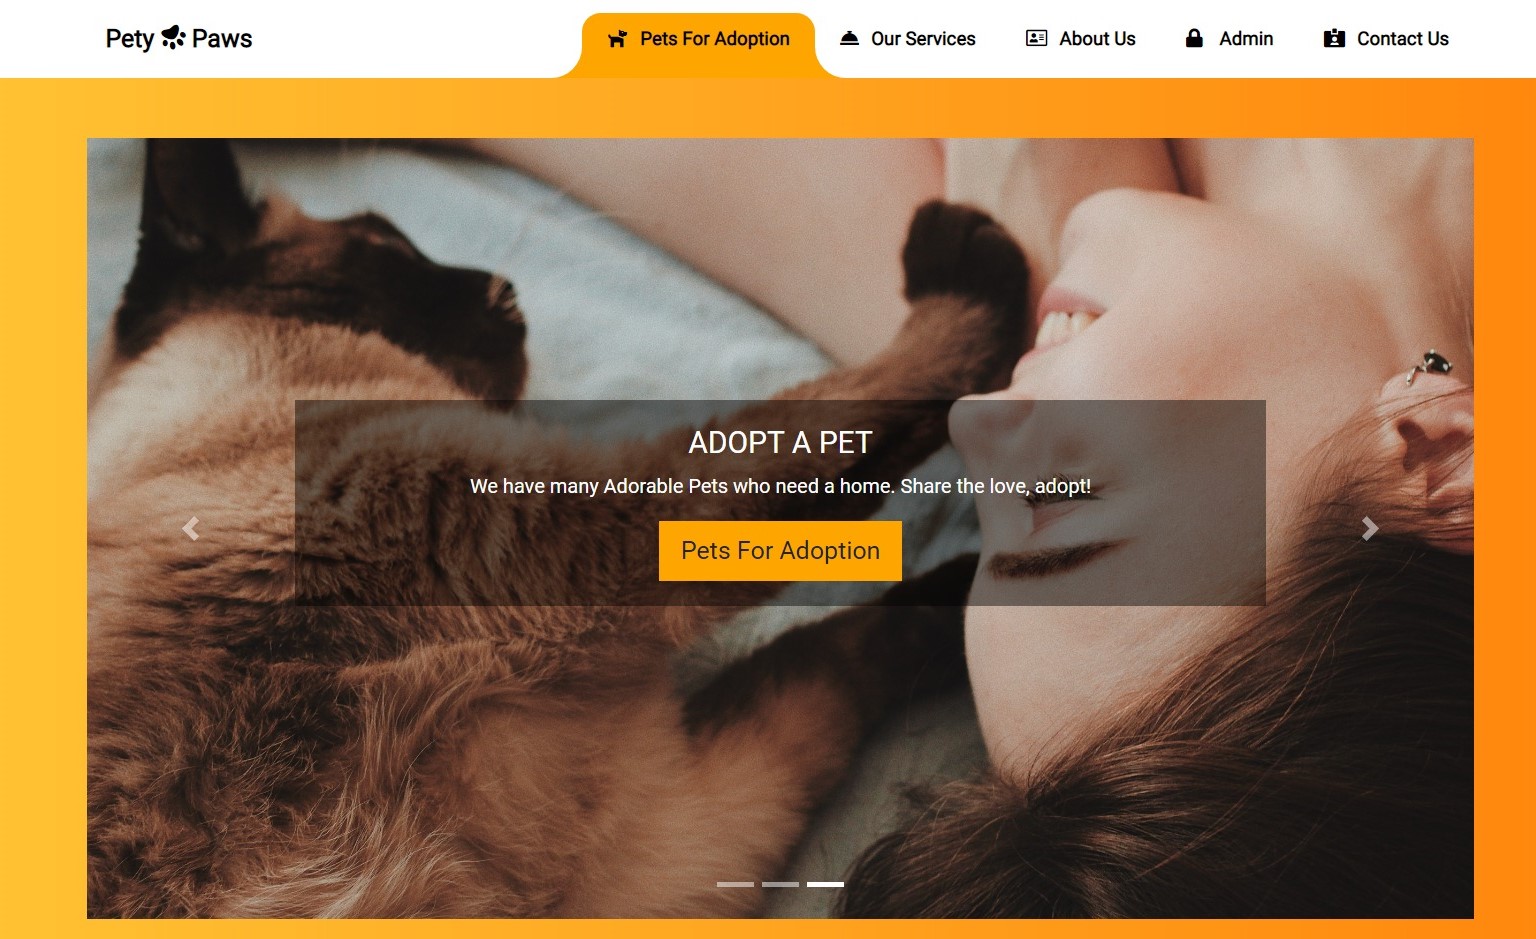 Pety Paws
Pets For Adoption
Our Services
About Us
Admin
Contact Us
ADOPT A PET
We have many Adorable Pets who need a home. Share the love, adopt!
Pets For Adoption